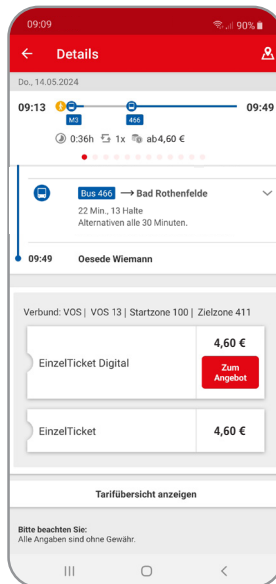 09:09 90%
Details
Do., 14.05.2024
09:13 09:49
M3 466
0:36h 1x ab4,60 €
Bus 466 → Bad Rothenfelde
22 Min., 13 Halte
Alternativen alle 30 Minuten.
09:49 Oesede Wiemann
Verbund: VOS | VOS 13 | Startzone 100 | Zielzone 411
4,60 €
EinzelTicket Digital
Zum
Angebot
EinzelTicket 4,60 €
Tarifübersicht anzeigen
Bitte beachten Sie:
Alle Angaben sind ohne Gewähr.